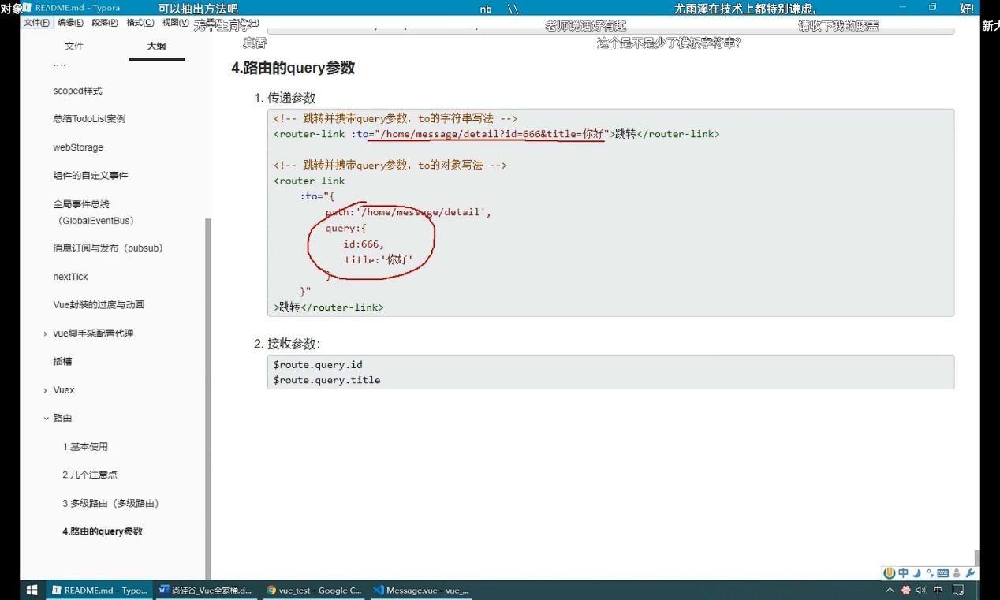 对象
README.md - Typora
可以抽出方法吧
nb
\\
尤雨溪在技术上都特别谦虚,
好!
文件(F) 编辑(E) 段落(P) 格式(O) 视图(V)
无中生同学
老师说话好有趣
请收下我的膝盖
新大
真香
这个是不是少了模板字符串?
文件
大纲
scoped样式
总结TodoList案例
webStorage
组件的自定义事件
全局事件总线
（GlobalEventBus）
消息订阅与发布（pubsub）
nextTick
Vue封装的过度与动画
vue脚手架配置代理
插槽
Vuex
路由
1.基本使用
2.几个注意点
3.多级路由（多级路由）
4.路由的query参数
4.路由的query参数
1. 传递参数
<!-- 跳转并携带query参数，to的字符串写法 -->
<router-link :to="/home/message/detail?id=666&title=你好">跳转</router-link>
<!-- 跳转并携带query参数，to的对象写法 -->
<router-link
:to="{
path:'/home/message/detail',
query:{
id:666,
title:'你好'
}
}"
>跳转</router-link>
2. 接收参数：
$route.query.id
$route.query.title
中
README.md - Typo...
尚硅谷_Vue全家桶.d...
vue_test - Google C...
Message.vue - vue_...
中